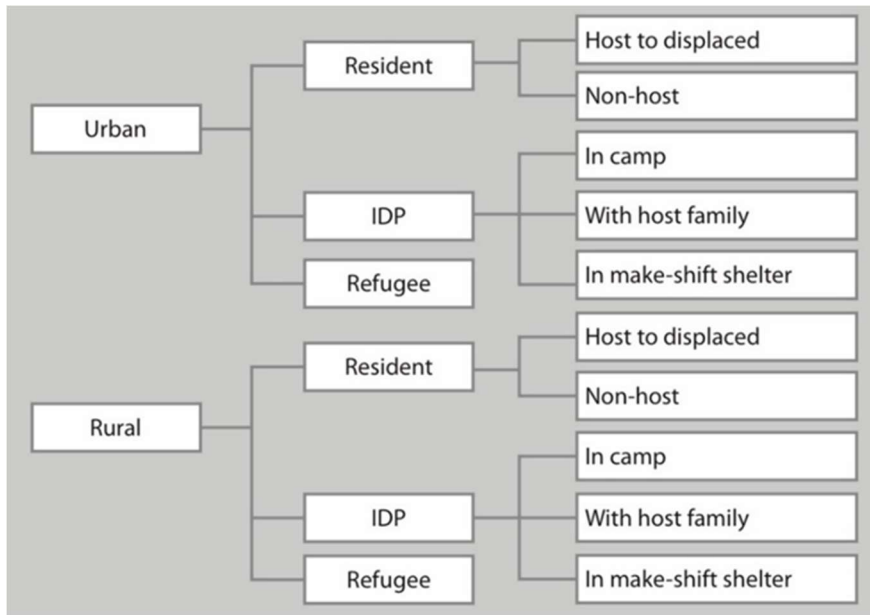 Urban
Resident
Host to displaced
Non-host
IDP
In camp
With host family
In make-shift shelter
Refugee
Rural
Resident
Host to displaced
Non-host
IDP
In camp
With host family
In make-shift shelter
Refugee